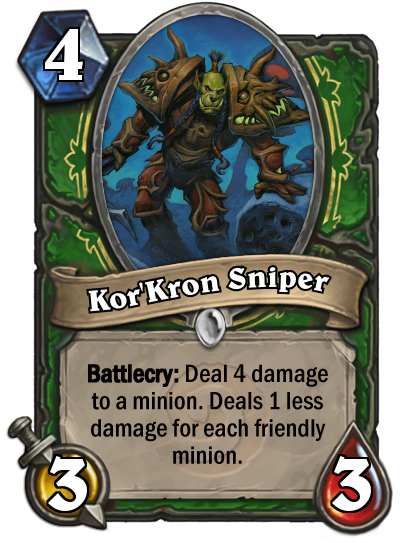 4
Kor'Kron Sniper
Battlecry: Deal 4 damage
to a minion. Deals 1 less
damage for each friendly
minion.
3
3